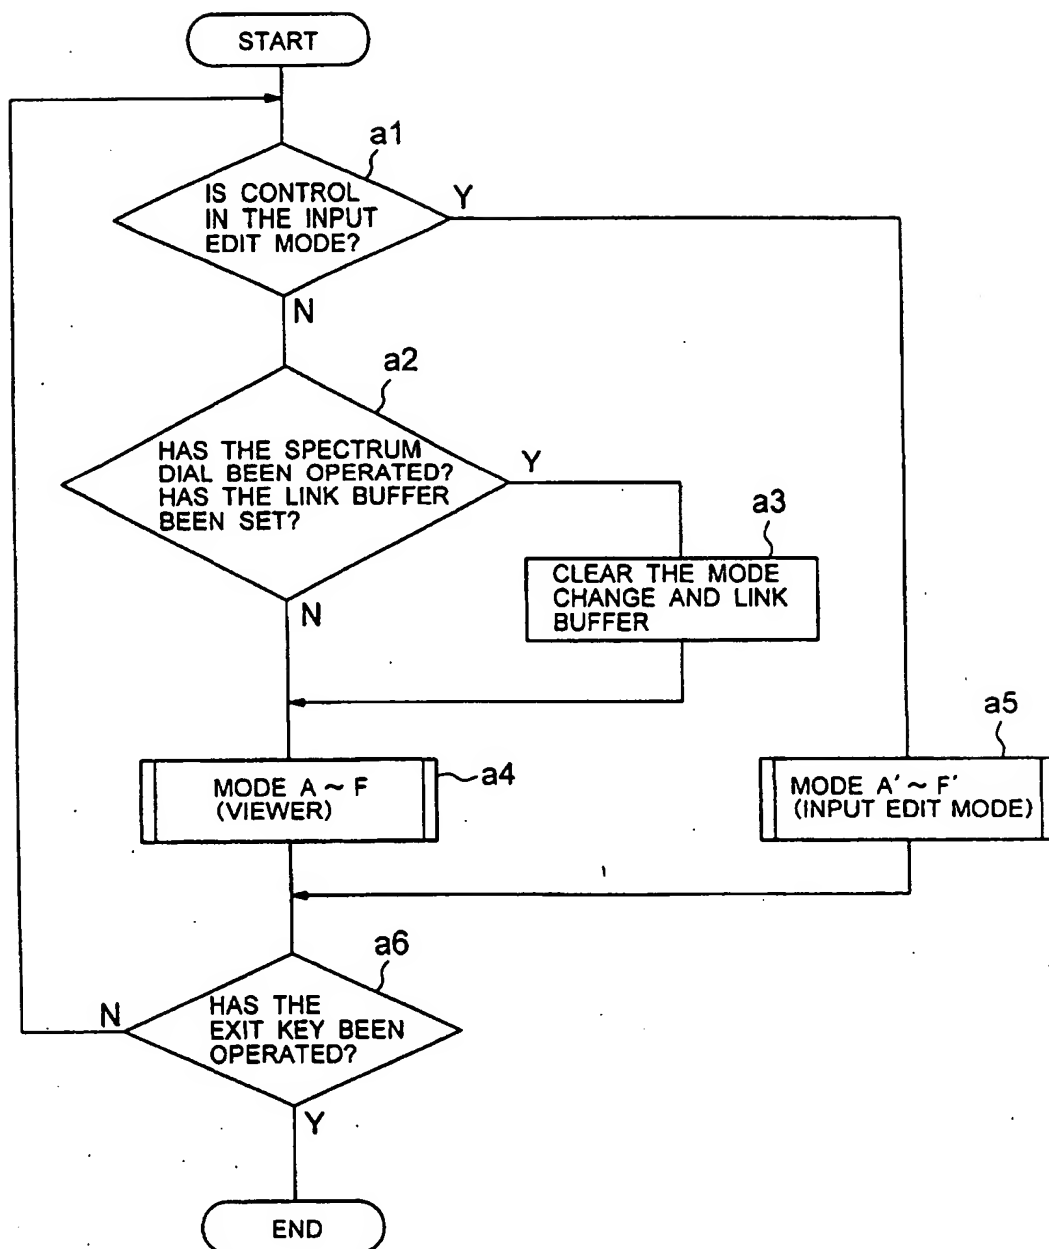 START
a1
IS CONTROL
IN THE INPUT
EDIT MODE?
Y
N
a2
HAS THE SPECTRUM
DIAL BEEN OPERATED?
HAS THE LINK BUFFER
BEEN SET?
Y
N
a3
CLEAR THE MODE
CHANGE AND LINK
BUFFER
MODE A ~ F
(VIEWER)
a4
a5
MODE A' ~ F'
(INPUT EDIT MODE)
a6
HAS THE
EXIT KEY BEEN
OPERATED?
N
Y
END